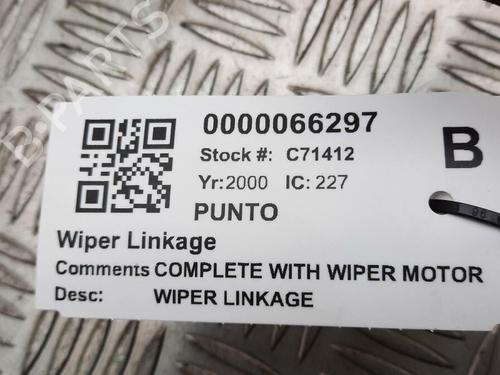 B-PARTS
0000066297
B
Stock #: C71412
Yr:2000 IC: 227
PUNTO
Wiper Linkage
Comments COMPLETE WITH WIPER MOTOR
Desc: WIPER LINKAGE